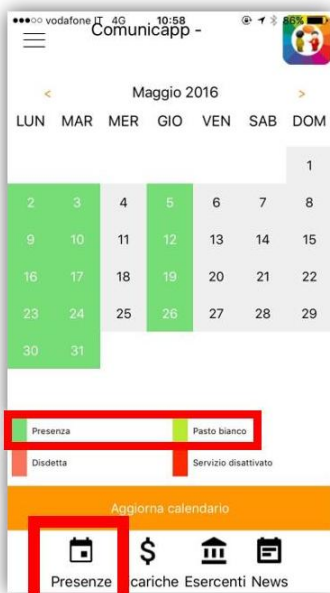 vodafone IT 4G 10:58 86%
Comunicapp -
< Maggio 2016 >
LUN MAR MER GIO VEN SAB DOM
1
2 3 4 5 6 7 8
9 10 11 12 13 14 15
16 17 18 19 20 21 22
23 24 25 26 27 28 29
30 31
Presenza Pasto bianco
Disdetta Servizio disattivato
Aggiorna calendario
$
Presenze cariche Esercenti News